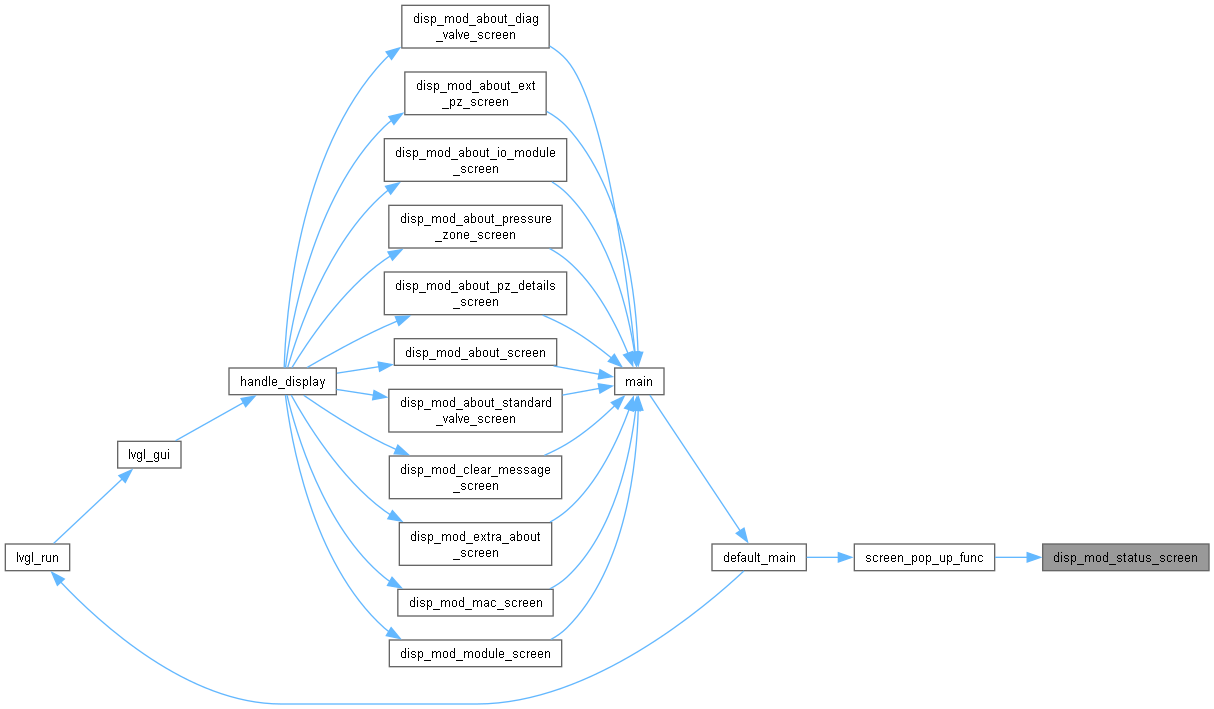 disp_mod_about_diag
_valve_screen
disp_mod_about_ext
_pz_screen
disp_mod_about_io_module
_screen
disp_mod_about_pressure
_zone_screen
disp_mod_about_pz_details
_screen
disp_mod_about_screen
handle_display
main
disp_mod_about_standard
_valve_screen
lvgl_gui
disp_mod_clear_message
_screen
disp_mod_extra_about
_screen
lvgl_run
default_main
screen_pop_up_func
disp_mod_status_screen
disp_mod_mac_screen
disp_mod_module_screen